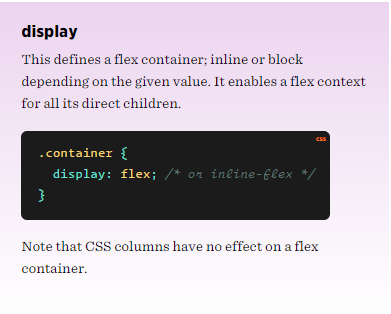 display
This defines a flex container; inline or block
depending on the given value. It enables a flex context
for all its direct children.
CSS
.container {
  display: flex; /* or inline-flex */
}
Note that CSS columns have no effect on a flex
container.